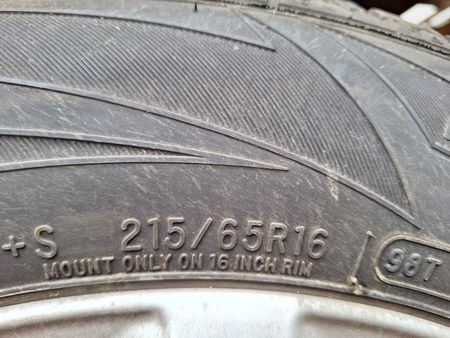 +S 215/65R16 98T
MOUNT ONLY ON 16 INCH RIM